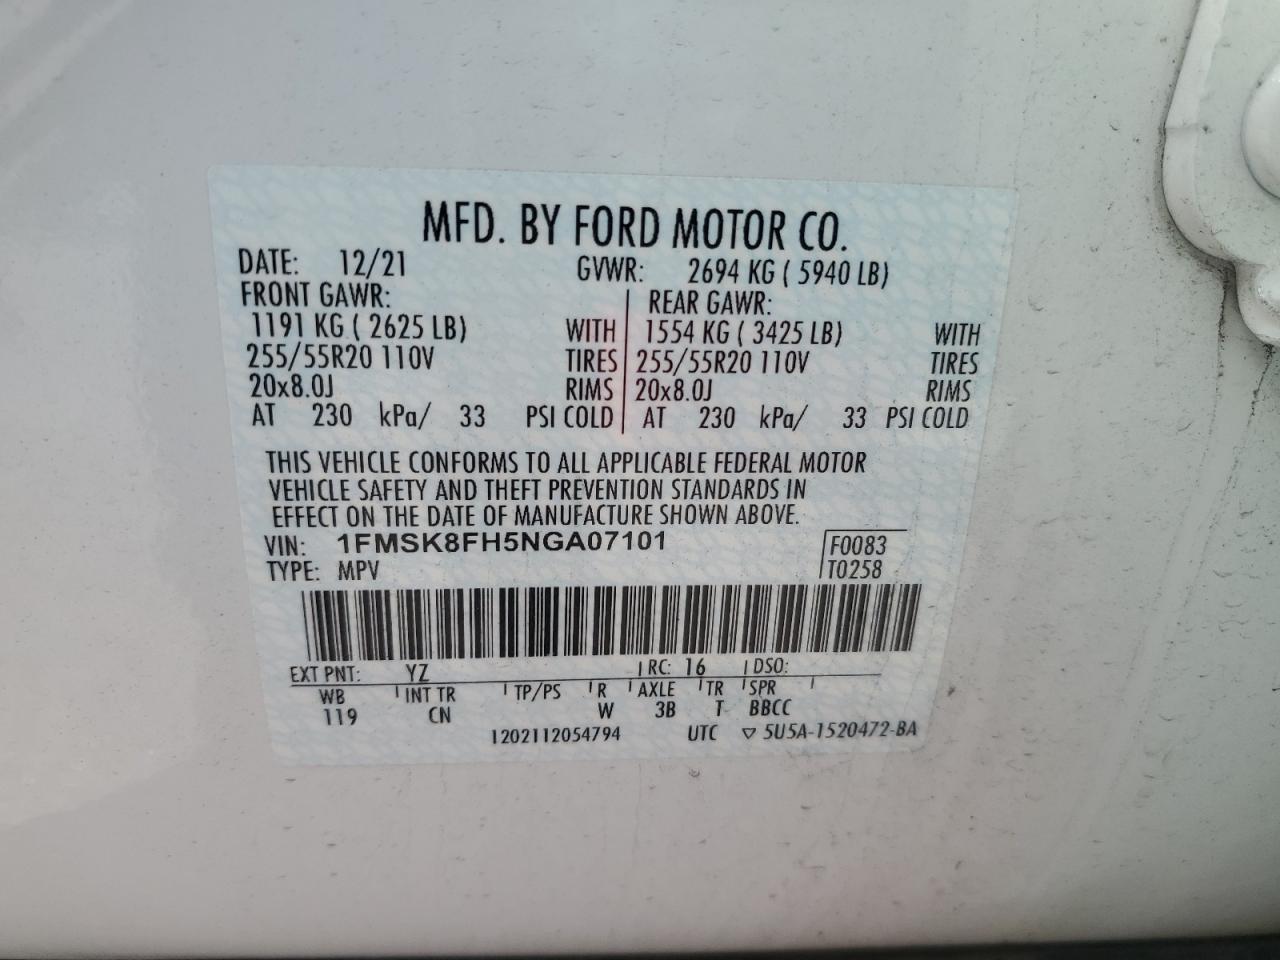 MFD. BY FORD MOTOR CO.
DATE: 12/21 GVWR: 2694 KG ( 5940 LB)
FRONT GAWR: REAR GAWR:
1191 KG ( 2625 LB) WITH 1554 KG ( 3425 LB) WITH
255/55R20 110V TIRES 255/55R20 110V TIRES
20x8.0J RIMS 20x8.0J RIMS
AT 230 kPa/ 33 PSI COLD AT 230 kPa/ 33 PSI COLD
THIS VEHICLE CONFORMS TO ALL APPLICABLE FEDERAL MOTOR
VEHICLE SAFETY AND THEFT PREVENTION STANDARDS IN
EFFECT ON THE DATE OF MANUFACTURE SHOWN ABOVE.
VIN: 1FMSK8FH5NGA07101 F0083
TYPE: MPV T0258
EXT PNT: YZ RC: 16 DSO:
WB INT TR TP/PS R AXLE TR SPR
119 CN W 3B T BBCC
1202112054794 UTC ▽ 5U5A-1520472-BA